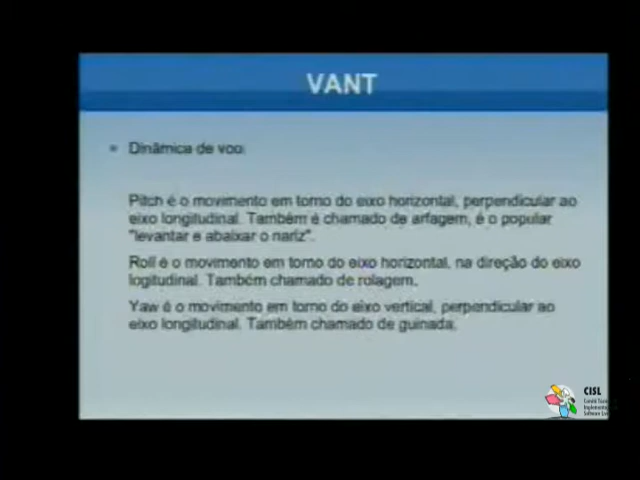 VANT
Dinâmica de voo:
Pitch é o movimento em torno do eixo horizontal, perpendicular ao
eixo longitudinal. Também é chamado de arfagem, é o popular
"levantar e abaixar o nariz".
Roll é o movimento em torno do eixo horizontal, na direção do eixo
logitudinal. Também chamado de rolagem.
Yaw é o movimento em torno do eixo vertical, perpendicular ao
eixo longitudinal. Também chamado de guinada.
CISL